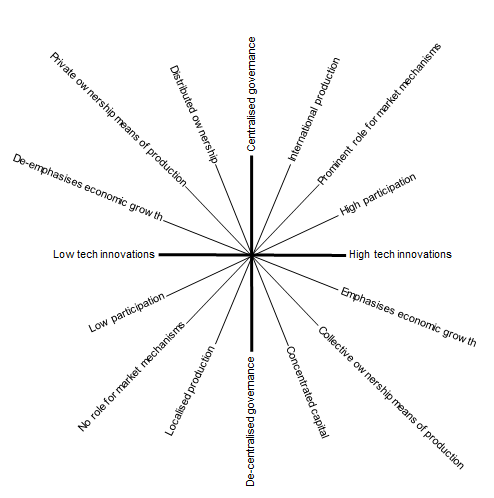 Centralised governance
International production
Prominent role for market mechanisms
High participation
High tech innovations
Emphasises economic growth
Collective ownership means of production
Concentrated capital
De-centralised governance
Localised production
No role for market mechanisms
Low participation
Low tech innovations
De-emphasises economic growth
Private ownership means of production
Distributed ownership